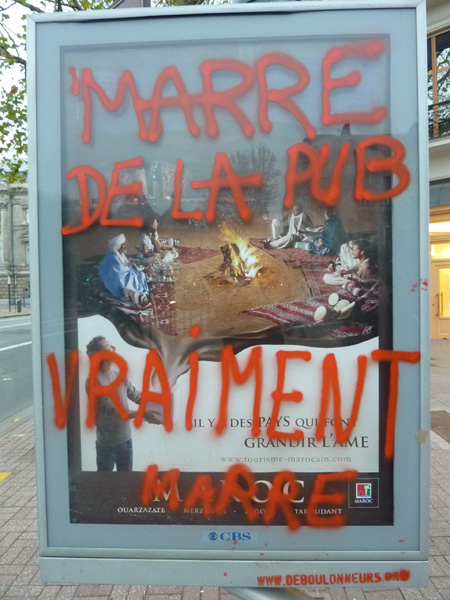 MARRE
DE LA PUB
VRAIMENT
IL Y A DES PAYS QUI FONT
GRANDIR L'AME
www.tourisme-marocain.com
MAROC
MARRE
MAROC
OUARZAZATE
TAROUDANT
CBS
WWW.DEBOULONNEURS.ORG